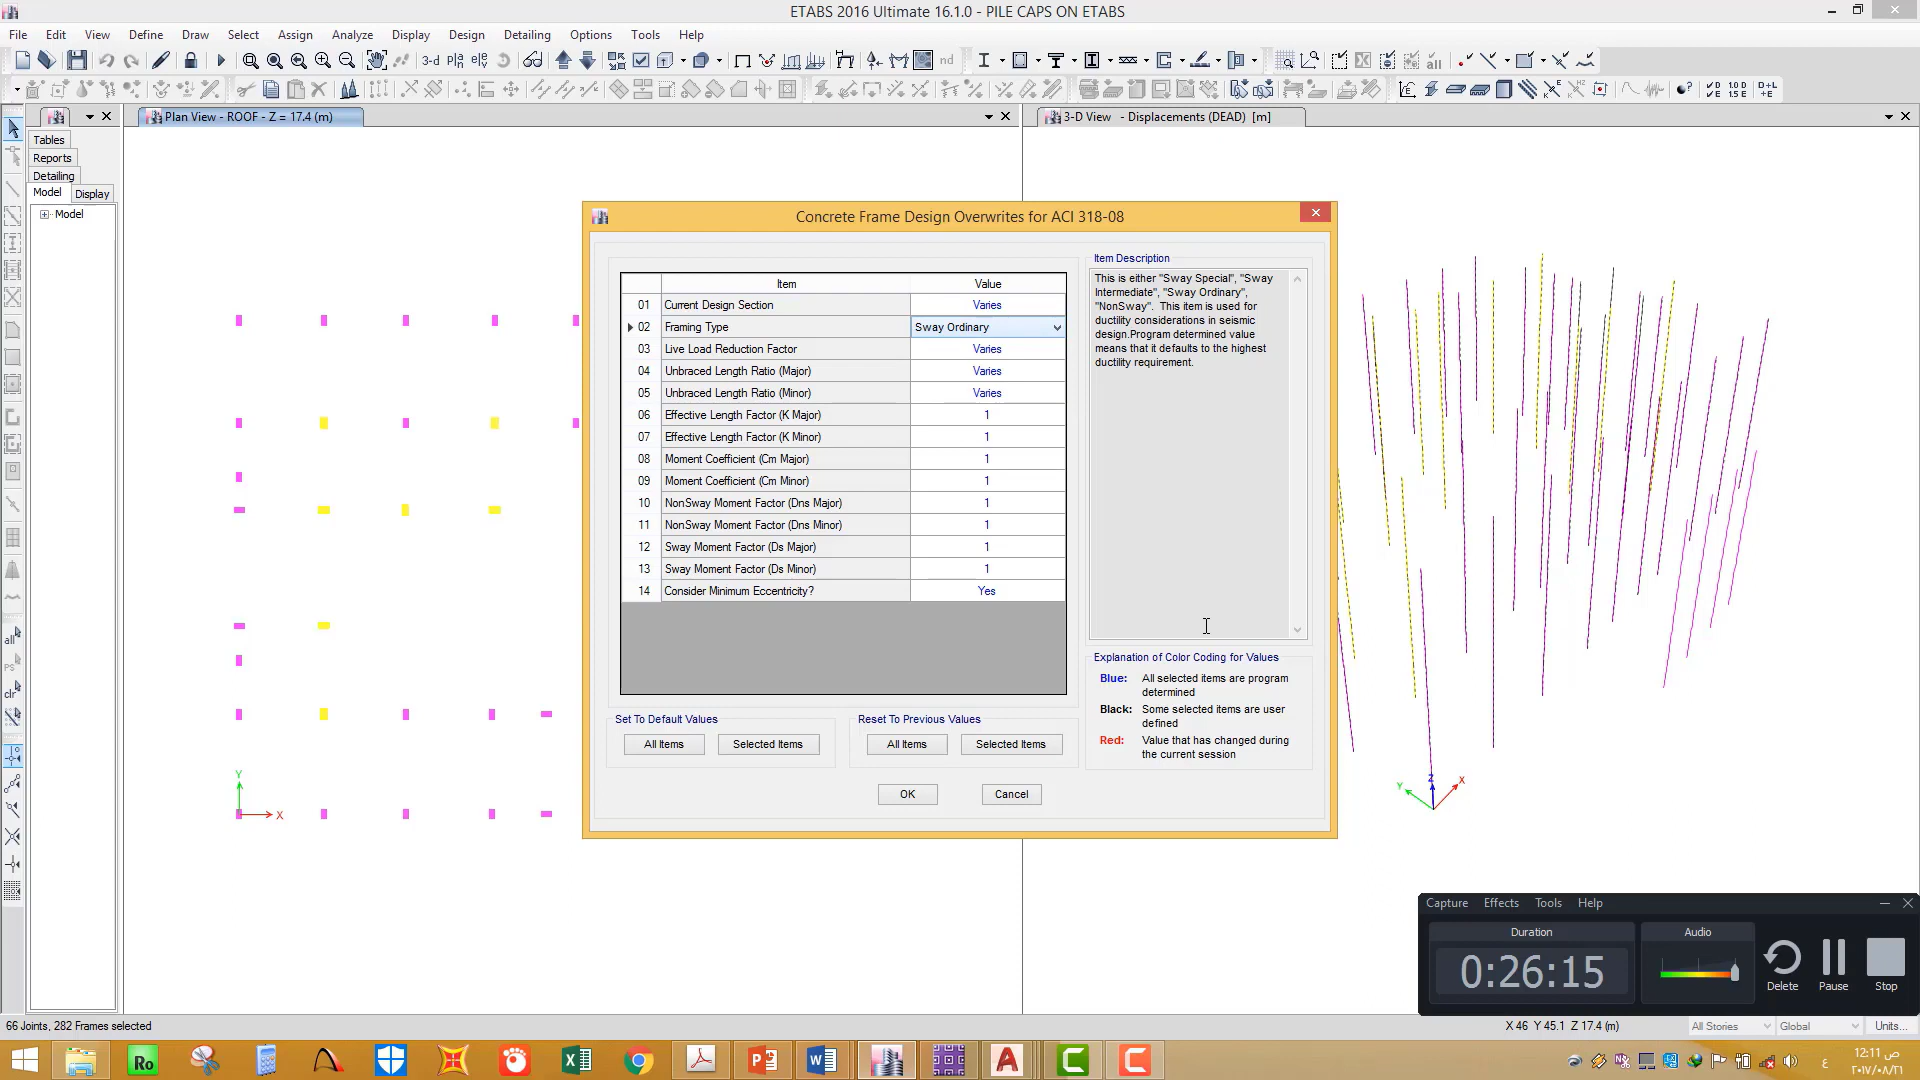 ETABS 2016 Ultimate 16.1.0 - PILE CAPS ON ETABS
File Edit View Define Draw Select Assign Analyze Display Design Detailing Options Tools Help
3-d
nd
all
Plan View - ROOF - Z = 17.4 (m)
3-D View - Displacements (DEAD) [m]
Tables
Reports
Detailing
Model Display
Model
Concrete Frame Design Overwrites for ACI 318-08
Item Value
01 Current Design Section Varies
02 Framing Type Sway Ordinary
03 Live Load Reduction Factor Varies
04 Unbraced Length Ratio (Major) Varies
05 Unbraced Length Ratio (Minor) Varies
06 Effective Length Factor (K Major) 1
07 Effective Length Factor (K Minor) 1
08 Moment Coefficient (Cm Major) 1
09 Moment Coefficient (Cm Minor) 1
10 NonSway Moment Factor (Dns Major) 1
11 NonSway Moment Factor (Dns Minor) 1
12 Sway Moment Factor (Ds Major) 1
13 Sway Moment Factor (Ds Minor) 1
14 Consider Minimum Eccentricity? Yes
Item Description
This is either "Sway Special", "Sway
Intermediate", "Sway Ordinary",
"NonSway". This item is used for
ductility considerations in seismic
design.Program determined value
means that it defaults to the highest
ductility requirement.
Explanation of Color Coding for Values
Blue: All selected items are program
determined
Black: Some selected items are user
defined
Red: Value that has changed during
the current session
Set To Default Values
All Items Selected Items
Reset To Previous Values
All Items Selected Items
OK Cancel
all
ps
clr
Y
X
Y Z X
Capture Effects Tools Help
Duration
0:26:15
Audio
Delete Pause Stop
66 Joints, 282 Frames selected
X 46 Y 45.1 Z 17.4 (m)
All Stories Global Units...
Ro
ع
12:11 ص
٢٠١٧/٠٨/٢١